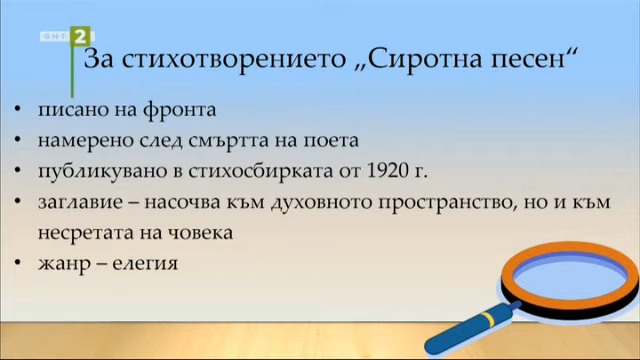 БНТ 2
За стихотворението „Сиротна песен“
• писано на фронта
• намерено след смъртта на поета
• публикувано в стихосбирката от 1920 г.
• заглавие – насочва към духовното пространство, но и към
несретата на човека
• жанр – елегия